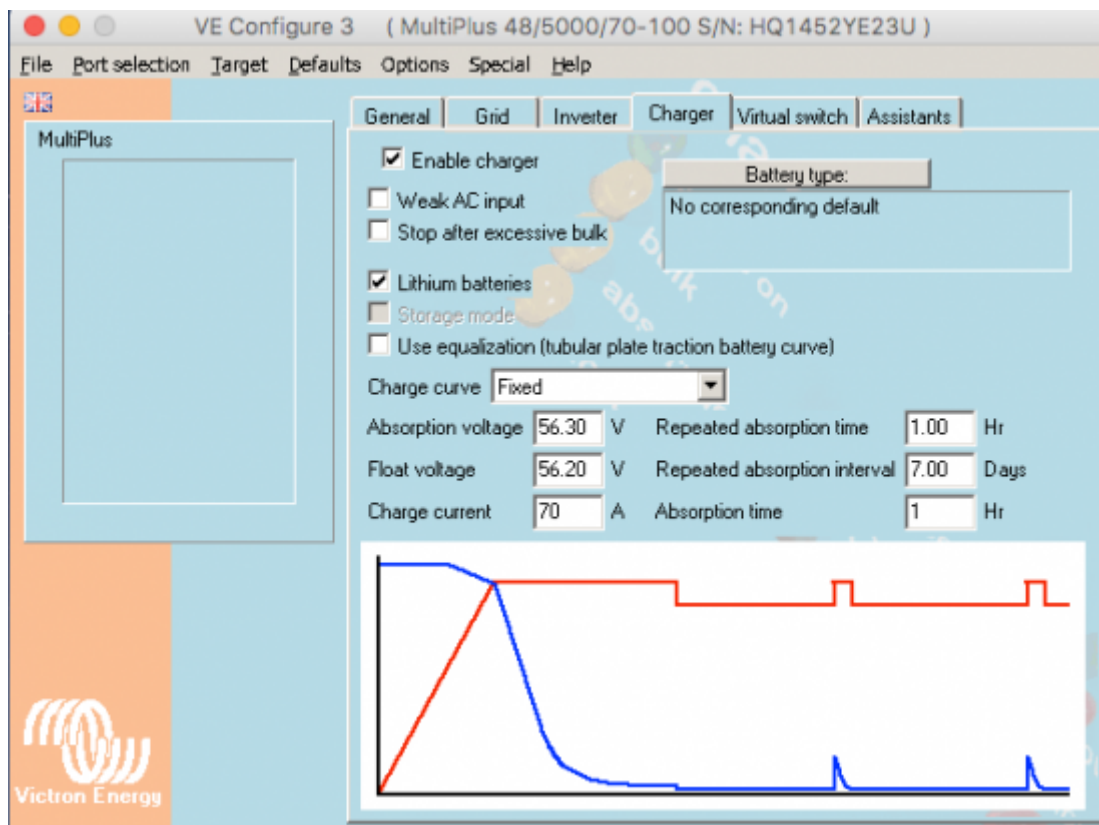 VE Configure 3 ( MultiPlus 48/5000/70-100 S/N: HQ1452YE23U )
File Port selection Target Defaults Options Special Help
General Grid Inverter Charger Virtual switch Assistants
MultiPlus
Enable charger
Battery type:
Weak AC input
No corresponding default
Stop after excessive bulk
bulk
on
Lithium batteries
abs
Storage mode
Use equalization (tubular plate traction battery curve)
Charge curve Fixed
Absorption voltage 56.30 V Repeated absorption time 1.00 Hr
Float voltage 56.20 V Repeated absorption interval 7.00 Days
Charge current 70 A Absorption time 1 Hr
Victron Energy